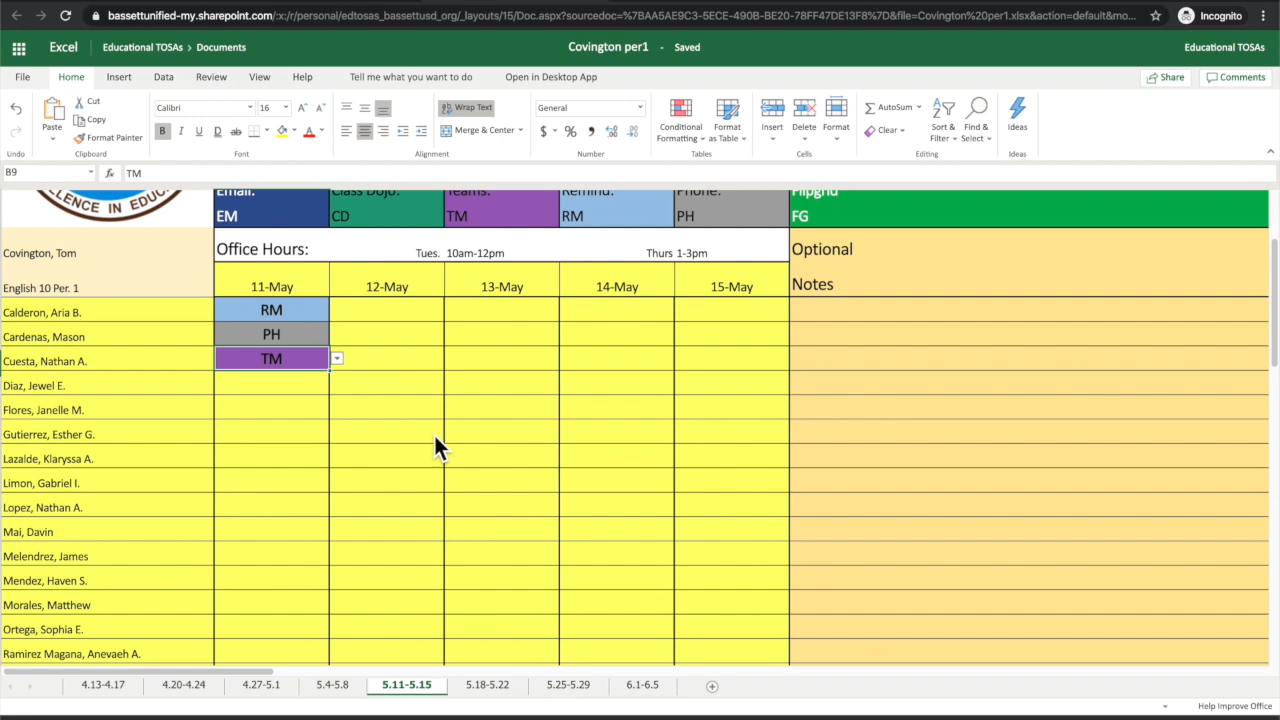 bassettunified-my.sharepoint.com/:x:/r/personal/edtosas_bassettusd_org/_layouts/15/Doc.aspx?sourcedoc=%7BAA5AE9C3-5ECE-490B-BE20-78FF47DE13F8%7D&file=Covington%20per1.xlsx&action=default&mo... Incognito
Excel Educational TOSAs > Documents Covington per1 - Saved Educational TOSAs
File Home Insert Data Review View Help Tell me what you want to do Open in Desktop App Share Comments
Paste Cut Copy Format Painter
Calibri 16
B I U D ab A
Wrap Text
Merge & Center
General
$ % ,
Conditional Formatting Format as Table
Insert Delete Format
AutoSum
Clear
Sort & Filter Find & Select
Ideas
Undo Clipboard Font Alignment Number Tables Cells Editing Ideas
B9 fx TM
LENCE IN EDUC
Email: Class Dojo: Teams: Remind: Phone: Flipgrid
EM CD TM RM PH FG
Covington, Tom Office Hours: Tues. 10am-12pm Thurs 1-3pm Optional
English 10 Per. 1 11-May 12-May 13-May 14-May 15-May Notes
Calderon, Aria B. RM
Cardenas, Mason PH
Cuesta, Nathan A. TM
Diaz, Jewel E.
Flores, Janelle M.
Gutierrez, Esther G.
Lazalde, Klaryssa A.
Limon, Gabriel I.
Lopez, Nathan A.
Mai, Davin
Melendrez, James
Mendez, Haven S.
Morales, Matthew
Ortega, Sophia E.
Ramirez Magana, Anevaeh A.
4.13-4.17 4.20-4.24 4.27-5.1 5.4-5.8 5.11-5.15 5.18-5.22 5.25-5.29 6.1-6.5
Help Improve Office